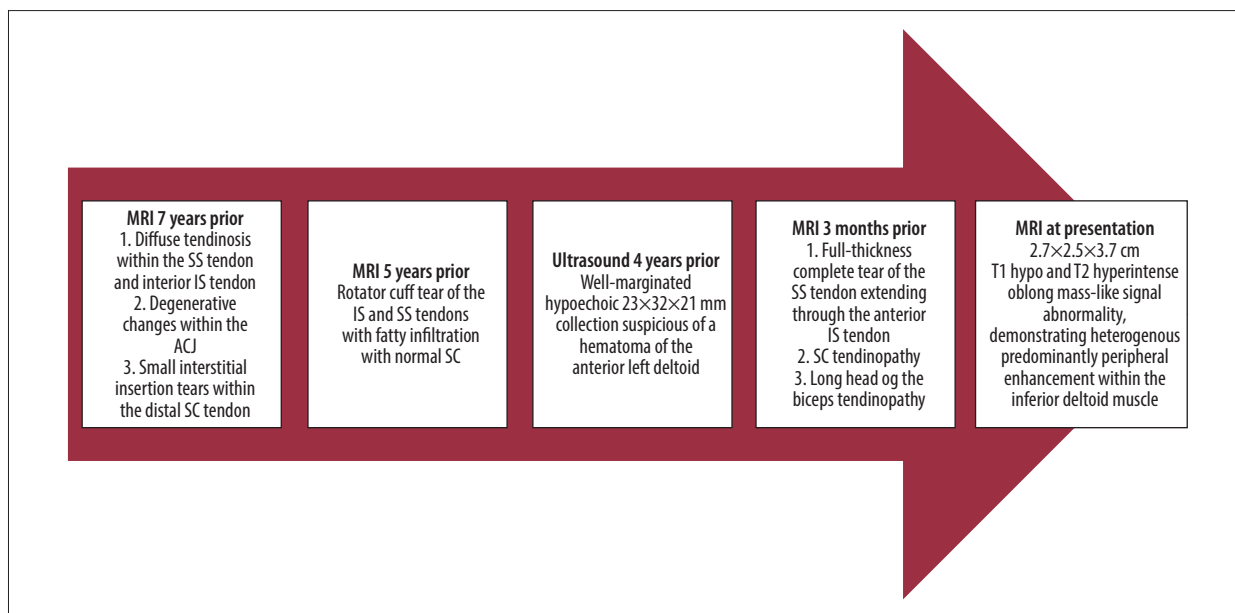 MRI 7 years prior
1. Diffuse tendinosis
within the SS tendon
and interior IS tendon
2. Degenerative
changes within the
ACJ
3. Small interstitial
insertion tears within
the distal SC tendon
MRI 5 years prior
Rotator cuff tear of the
IS and SS tendons
with fatty infiltration
with normal SC
Ultrasound 4 years prior
Well-marginated
hypoechoic 23×32×21 mm
collection suspicious of a
hematoma of the
anterior left deltoid
MRI 3 months prior
1. Full-thickness
complete tear of the
SS tendon extending
through the anterior
IS tendon
2. SC tendinopathy
3. Long head og the
biceps tendinopathy
MRI at presentation
2.7×2.5×3.7 cm
T1 hypo and T2 hyperintense
oblong mass-like signal
abnormality,
demonstrating heterogenous
predominantly peripheral
enhancement within the
inferior deltoid muscle